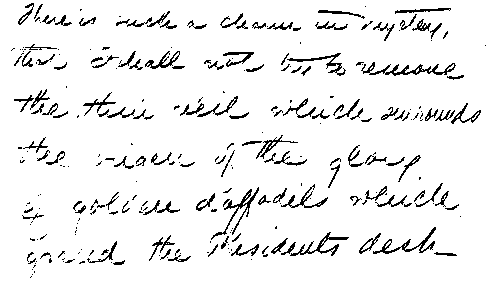 There is such a charm in mystery,
that I shall not try to remove
the thin veil which surrounds
the vision of the glory
of golden daffodils which
graced the Presidents desk